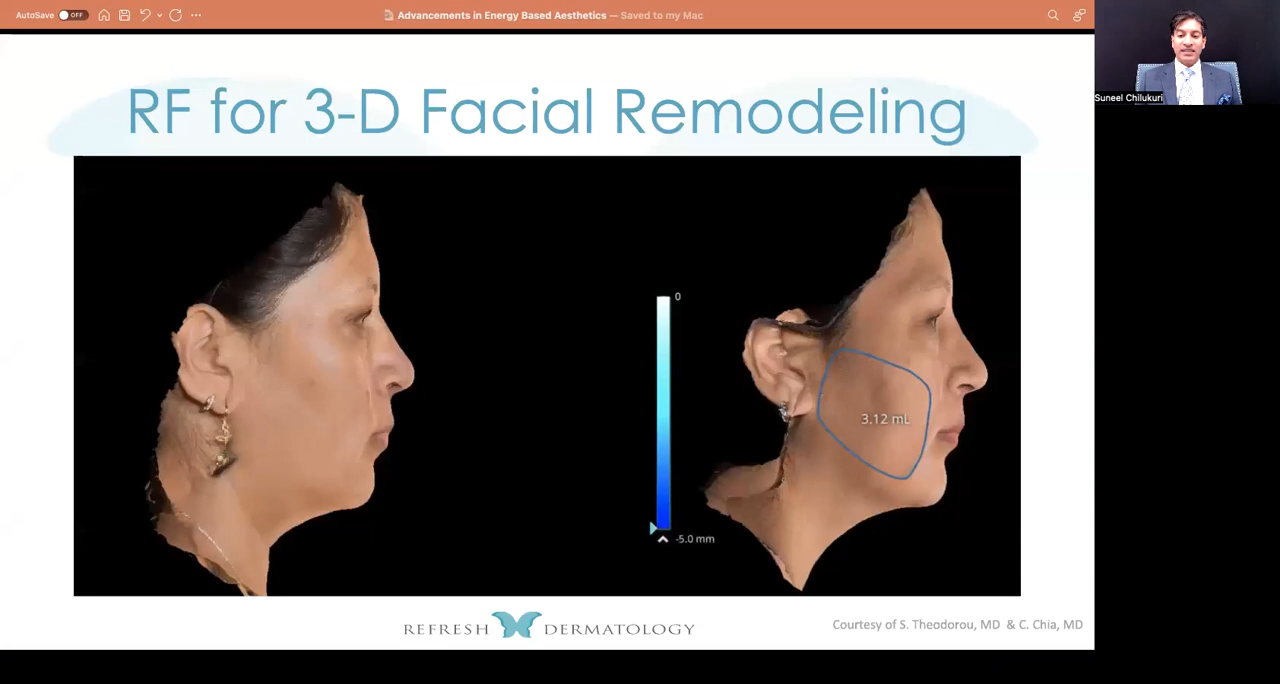 AutoSave OFF
Advancements in Energy Based Aesthetics — Saved to my Mac
Suneel Chilukuri
RF for 3-D Facial Remodeling
0
3.12 mL
-5.0 mm
REFRESH DERMATOLOGY
Courtesy of S. Theodorou, MD & C. Chia, MD